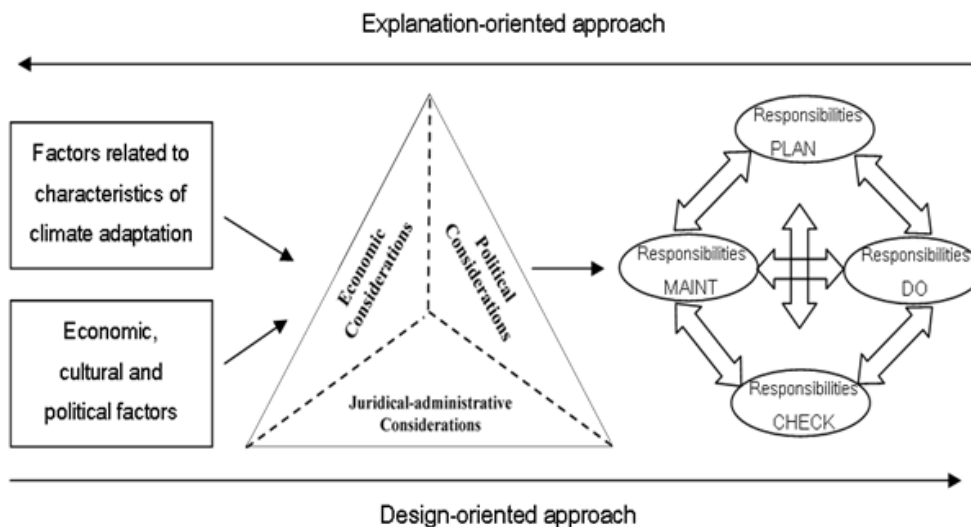 Explanation-oriented approach
Factors related to
characteristics of
climate adaptation
Economic,
cultural and
political factors
Economic
Considerations
Political
Considerations
Juridical-administrative
Considerations
Responsibilities
PLAN
Responsibilities
MAINT
Responsibilities
DO
Responsibilities
CHECK
Design-oriented approach